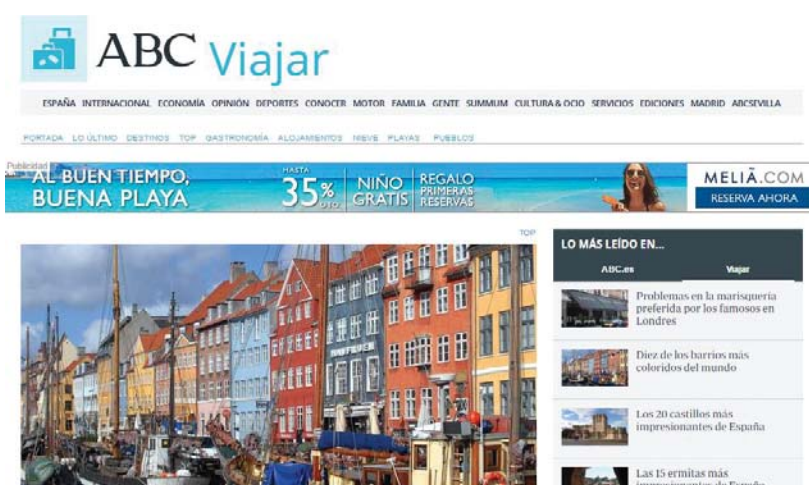 ABC Viajar
ESPAÑA INTERNACIONAL ECONOMÍA OPINIÓN DEPORTES CONOCER MOTOR FAMILIA GENTE SUMMUM CULTURA & OCIO SERVICIOS EDICIONES MADRID ABCSEVILLA
PORTADA LO ÚLTIMO DESTINOS TOP GASTRONOMÍA ALOJAMIENTOS NIEVE PLAYAS PUEBLOS
Publicidad
AL BUEN TIEMPO,
BUENA PLAYA
HASTA
35% DTO.
NIÑO
GRATIS
REGALO
PRIMERAS
RESERVAS
MELIÃ.COM
RESERVA AHORA
TOP
LO MÁS LEÍDO EN...
ABC.es Viajar
Problemas en la marisquería
preferida por los famosos en
Londres
Diez de los barrios más
coloridos del mundo
Los 20 castillos más
impresionantes de España
Las 15 ermitas más
impresionantes de España